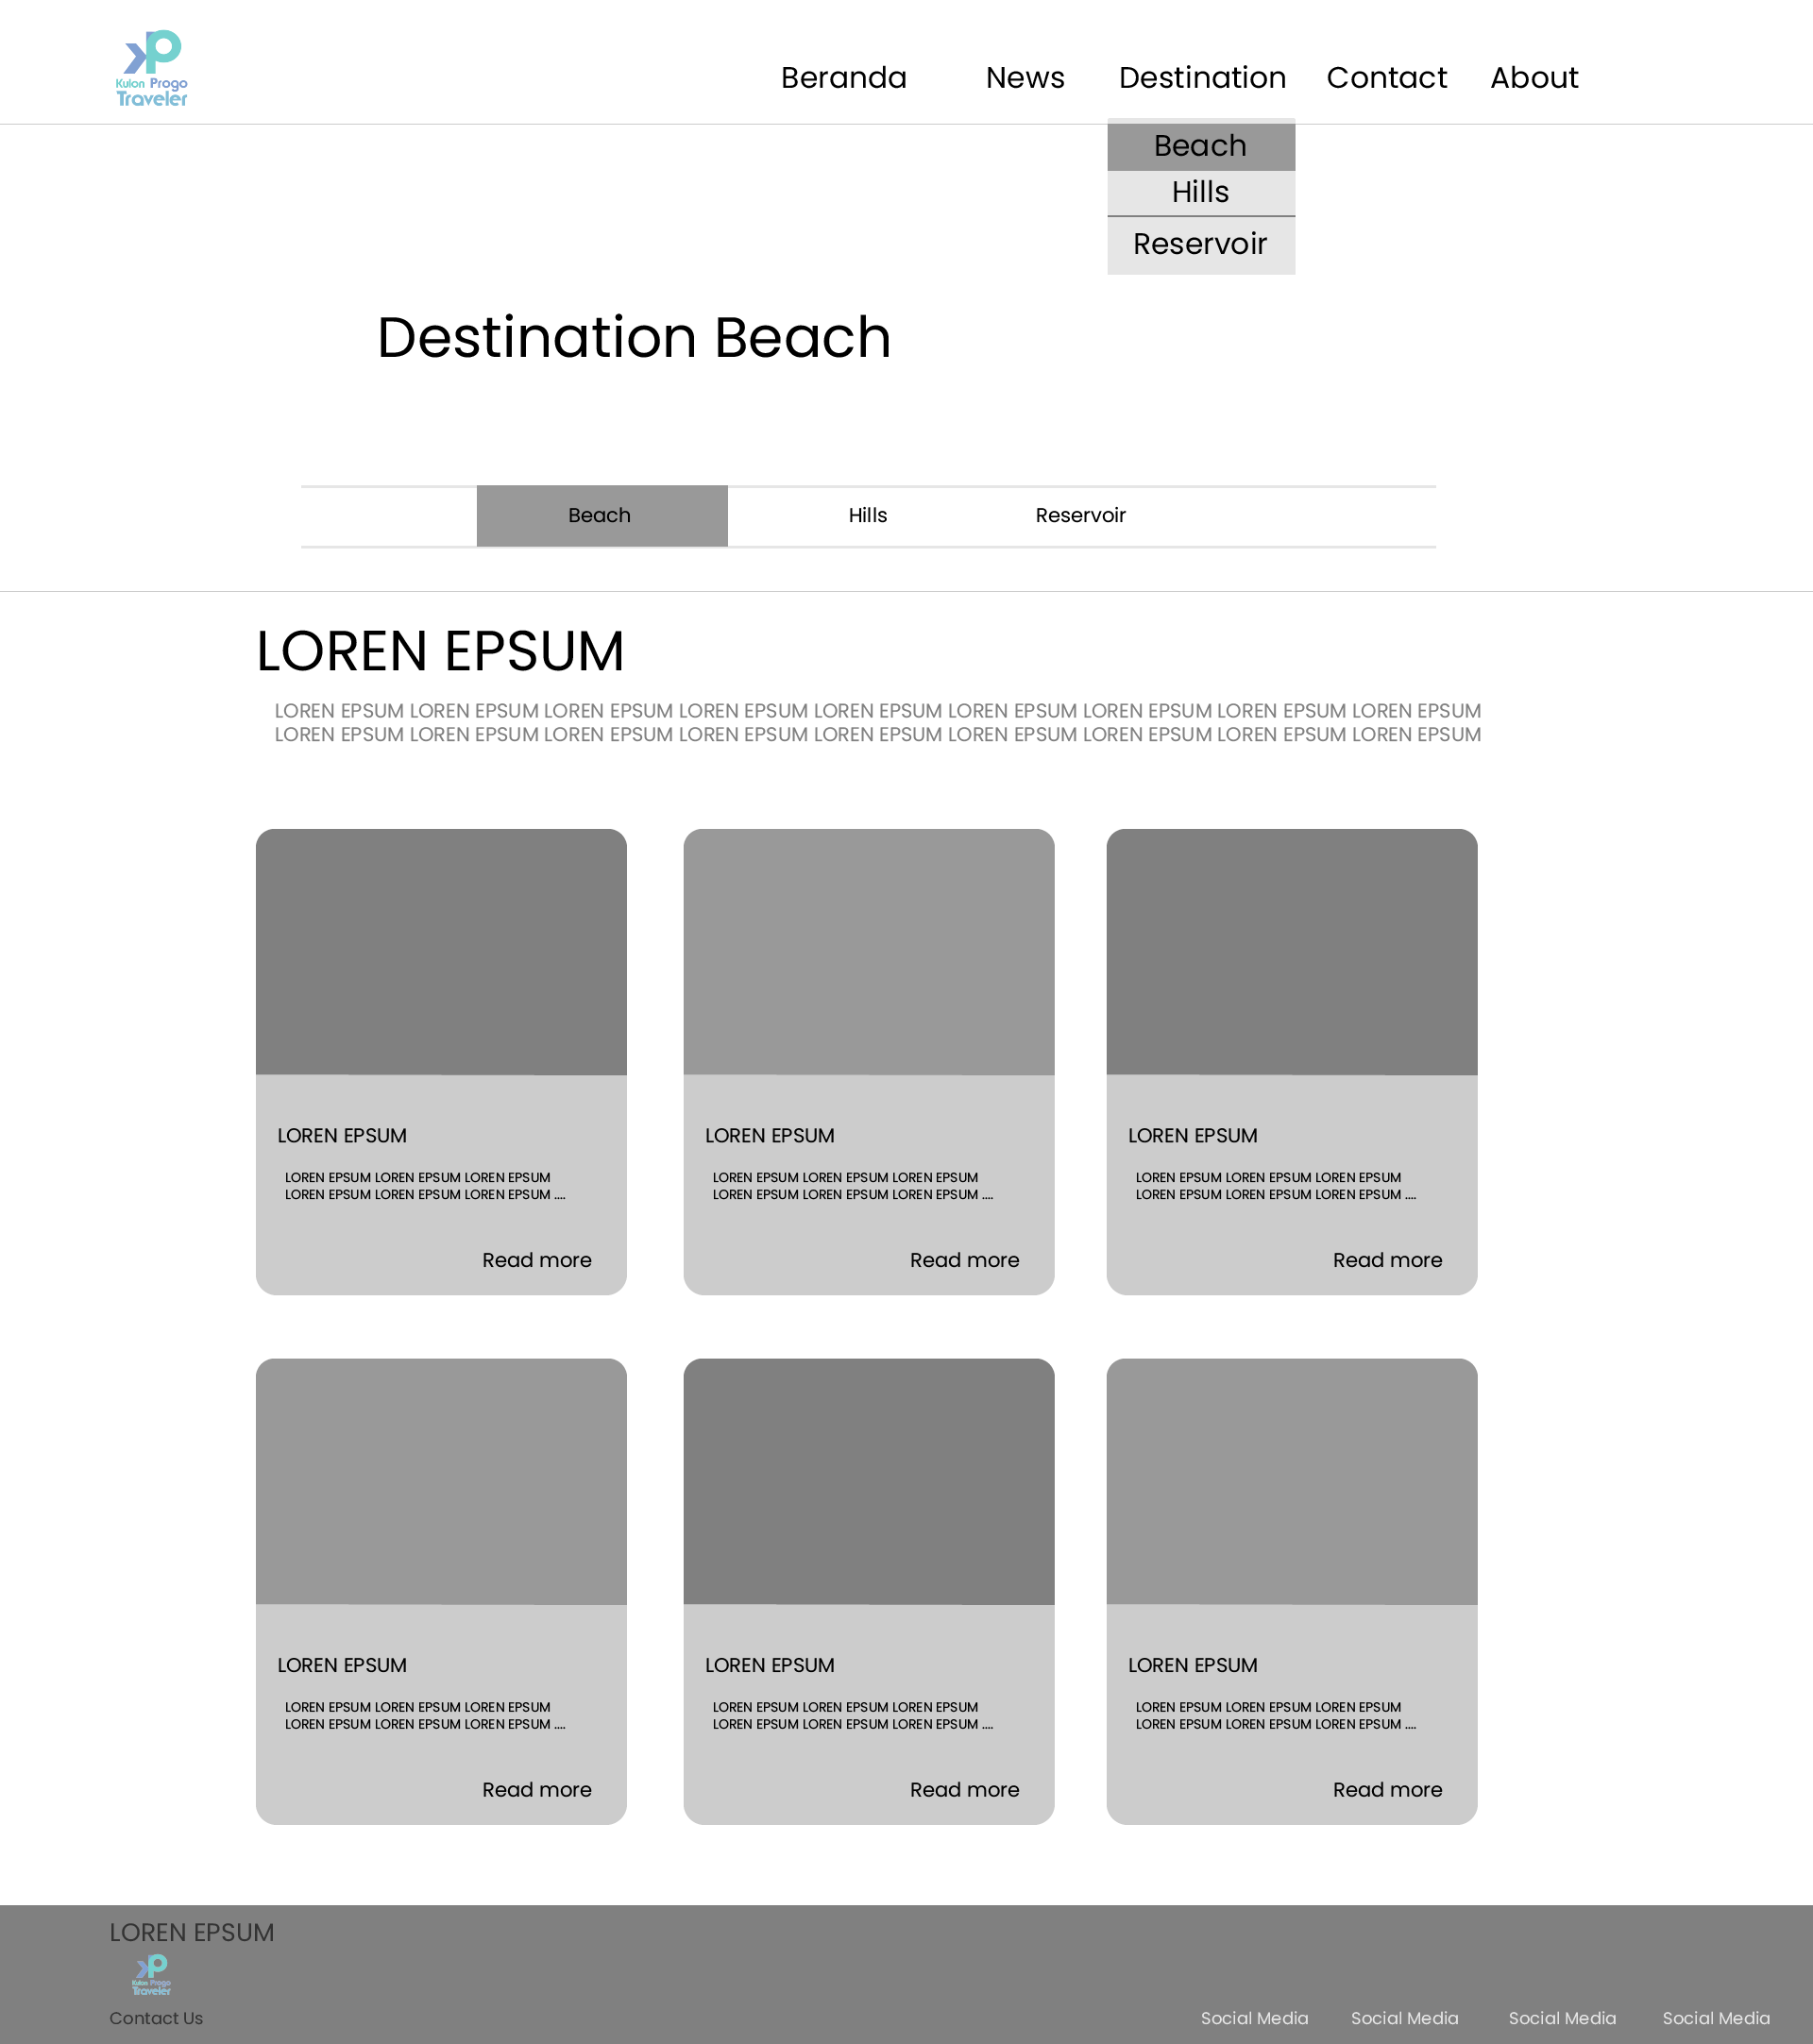 Kulon Progo
Traveler
Beranda News Destination Contact About
Beach
Hills
Reservoir
Destination Beach
Beach Hills Reservoir
LOREN EPSUM
LOREN EPSUM LOREN EPSUM LOREN EPSUM LOREN EPSUM LOREN EPSUM LOREN EPSUM LOREN EPSUM LOREN EPSUM LOREN EPSUM
LOREN EPSUM LOREN EPSUM LOREN EPSUM LOREN EPSUM LOREN EPSUM LOREN EPSUM LOREN EPSUM LOREN EPSUM LOREN EPSUM
LOREN EPSUM
LOREN EPSUM LOREN EPSUM LOREN EPSUM
LOREN EPSUM LOREN EPSUM LOREN EPSUM ....
Read more
LOREN EPSUM
LOREN EPSUM LOREN EPSUM LOREN EPSUM
LOREN EPSUM LOREN EPSUM LOREN EPSUM ....
Read more
LOREN EPSUM
LOREN EPSUM LOREN EPSUM LOREN EPSUM
LOREN EPSUM LOREN EPSUM LOREN EPSUM ....
Read more
LOREN EPSUM
LOREN EPSUM LOREN EPSUM LOREN EPSUM
LOREN EPSUM LOREN EPSUM LOREN EPSUM ....
Read more
LOREN EPSUM
LOREN EPSUM LOREN EPSUM LOREN EPSUM
LOREN EPSUM LOREN EPSUM LOREN EPSUM ....
Read more
LOREN EPSUM
LOREN EPSUM LOREN EPSUM LOREN EPSUM
LOREN EPSUM LOREN EPSUM LOREN EPSUM ....
Read more
LOREN EPSUM
Kulon Progo
Traveler
Contact Us Social Media Social Media Social Media Social Media